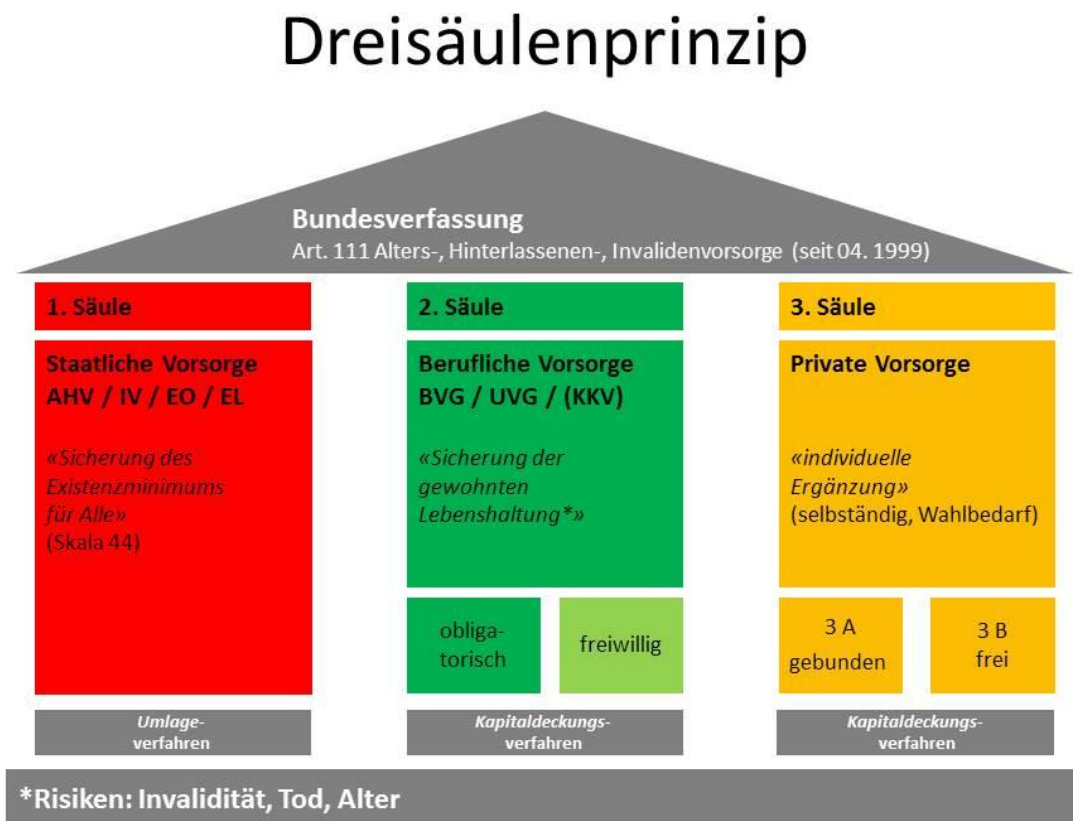 Dreisäulenprinzip
Bundesverfassung
Art. 111 Alters-, Hinterlassenen-, Invalidenvorsorge (seit 04. 1999)
1. Säule
Staatliche Vorsorge
AHV / IV / EO / EL
«Sicherung des
Existenzminimums
für Alle»
(Skala 44)
Umlage-
verfahren
2. Säule
Berufliche Vorsorge
BVG / UVG / (KKV)
«Sicherung der
gewohnten
Lebenshaltung*»
obliga-
torisch
freiwillig
Kapitaldeckungs-
verfahren
3. Säule
Private Vorsorge
«individuelle
Ergänzung»
(selbständig, Wahlbedarf)
3 A
gebunden
3 B
frei
Kapitaldeckungs-
verfahren
*Risiken: Invalidität, Tod, Alter